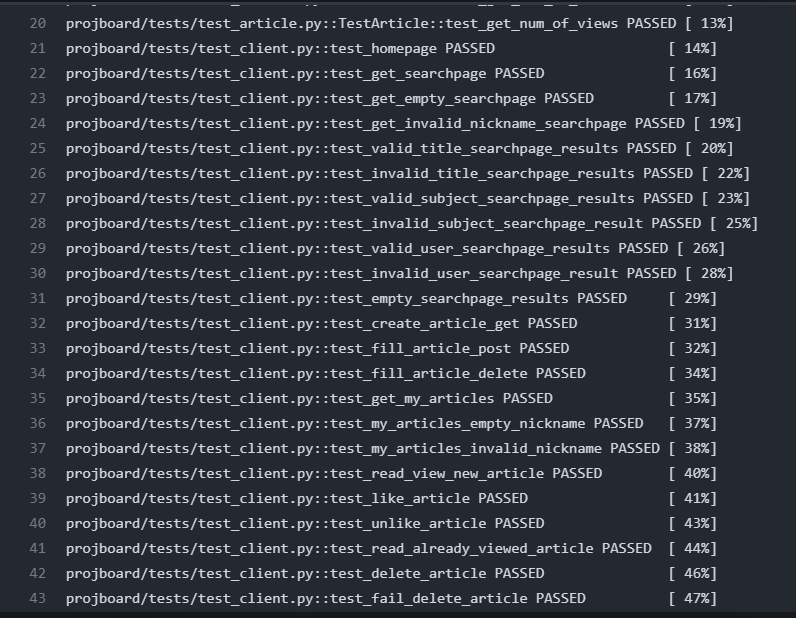 20 projboard/tests/test_article.py::TestArticle::test_get_num_of_views PASSED [ 13%]
21 projboard/tests/test_client.py::test_homepage PASSED [ 14%]
22 projboard/tests/test_client.py::test_get_searchpage PASSED [ 16%]
23 projboard/tests/test_client.py::test_get_empty_searchpage PASSED [ 17%]
24 projboard/tests/test_client.py::test_get_invalid_nickname_searchpage PASSED [ 19%]
25 projboard/tests/test_client.py::test_valid_title_searchpage_results PASSED [ 20%]
26 projboard/tests/test_client.py::test_invalid_title_searchpage_results PASSED [ 22%]
27 projboard/tests/test_client.py::test_valid_subject_searchpage_results PASSED [ 23%]
28 projboard/tests/test_client.py::test_invalid_subject_searchpage_result PASSED [ 25%]
29 projboard/tests/test_client.py::test_valid_user_searchpage_results PASSED [ 26%]
30 projboard/tests/test_client.py::test_invalid_user_searchpage_result PASSED [ 28%]
31 projboard/tests/test_client.py::test_empty_searchpage_results PASSED [ 29%]
32 projboard/tests/test_client.py::test_create_article_get PASSED [ 31%]
33 projboard/tests/test_client.py::test_fill_article_post PASSED [ 32%]
34 projboard/tests/test_client.py::test_fill_article_delete PASSED [ 34%]
35 projboard/tests/test_client.py::test_get_my_articles PASSED [ 35%]
36 projboard/tests/test_client.py::test_my_articles_empty_nickname PASSED [ 37%]
37 projboard/tests/test_client.py::test_my_articles_invalid_nickname PASSED [ 38%]
38 projboard/tests/test_client.py::test_read_view_new_article PASSED [ 40%]
39 projboard/tests/test_client.py::test_like_article PASSED [ 41%]
40 projboard/tests/test_client.py::test_unlike_article PASSED [ 43%]
41 projboard/tests/test_client.py::test_read_already_viewed_article PASSED [ 44%]
42 projboard/tests/test_client.py::test_delete_article PASSED [ 46%]
43 projboard/tests/test_client.py::test_fail_delete_article PASSED [ 47%]